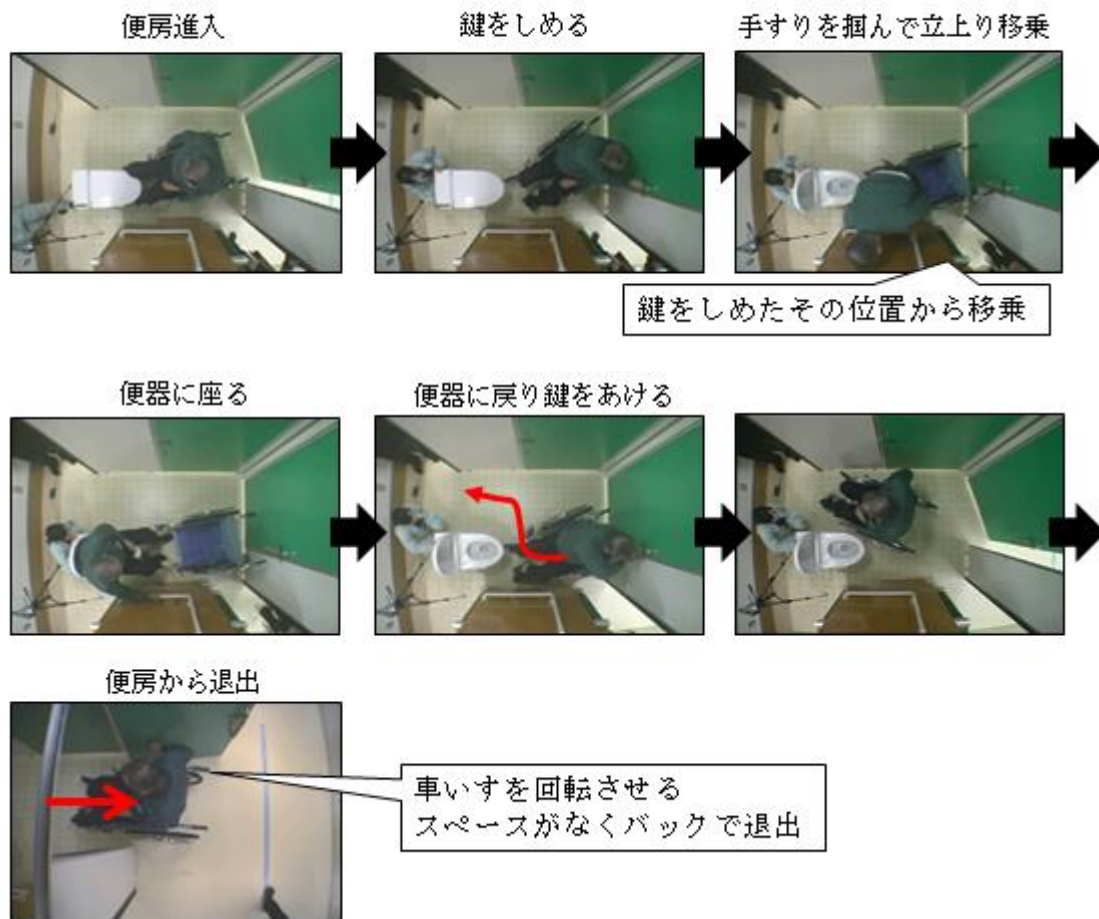 便房進入
鍵をしめる
手すりを掴んで立上り移乗
鍵をしめたその位置から移乗
便器に座る
便器に戻り鍵をあける
便房から退出
車いすを回転させる
スペースがなくバックで退出